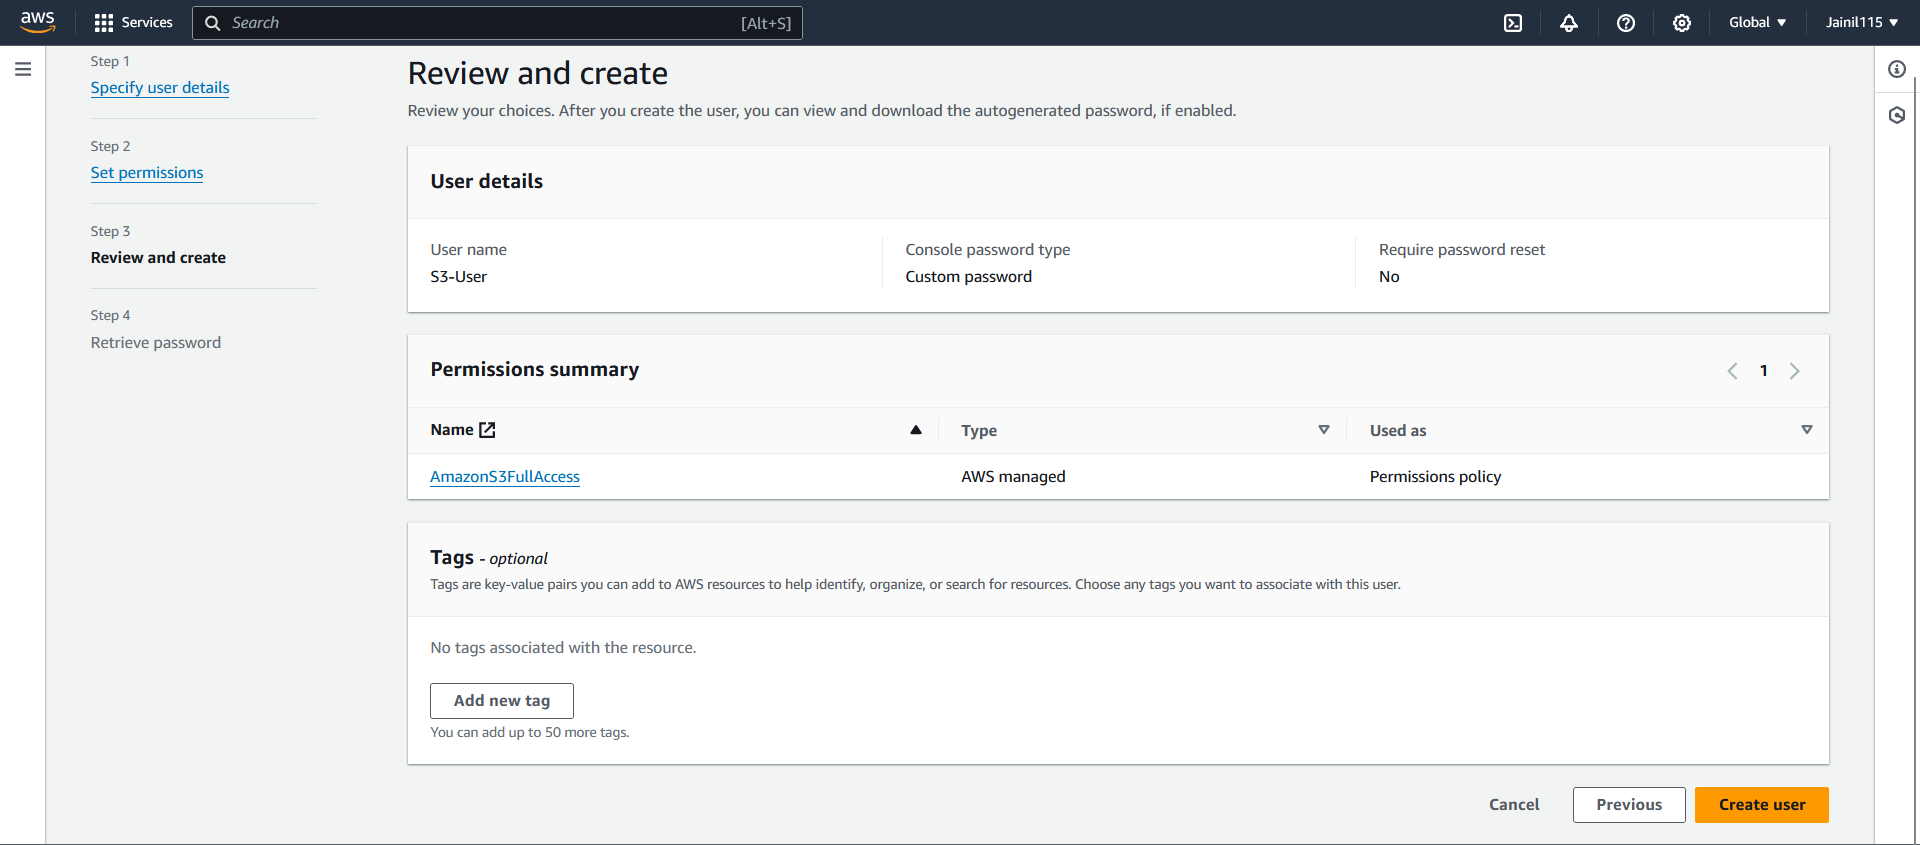 aws Services Search [Alt+S] Global Jainil115
Step 1
Specify user details
Step 2
Set permissions
Step 3
Review and create
Step 4
Retrieve password
Review and create
Review your choices. After you create the user, you can view and download the autogenerated password, if enabled.
User details
User name Console password type Require password reset
S3-User Custom password No
Permissions summary 1
Name Type Used as
AmazonS3FullAccess AWS managed Permissions policy
Tags - optional
Tags are key-value pairs you can add to AWS resources to help identify, organize, or search for resources. Choose any tags you want to associate with this user.
No tags associated with the resource.
Add new tag
You can add up to 50 more tags.
Cancel Previous Create user